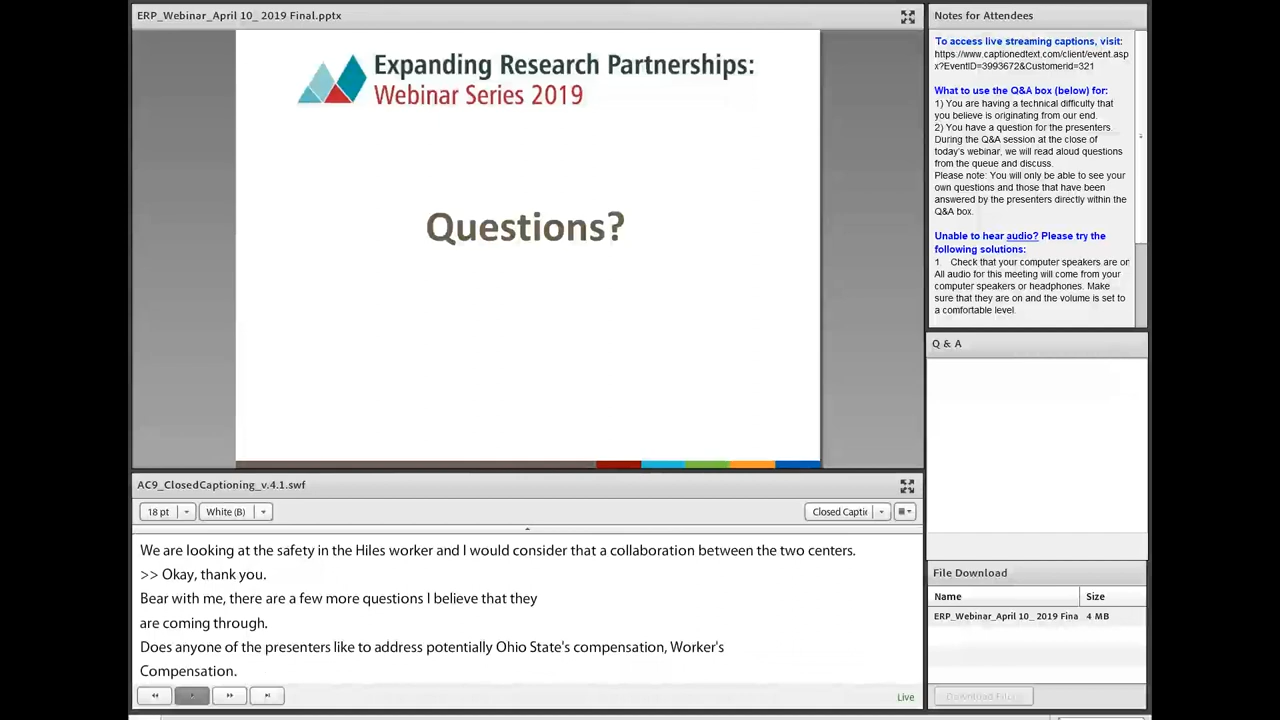 ERP_Webinar_April 10_ 2019 Final.pptx
Expanding Research Partnerships:
Webinar Series 2019
Questions?
AC9_ClosedCaptioning_v.4.1.swf
18 pt
White (B)
Closed Capti
We are looking at the safety in the Hiles worker and I would consider that a collaboration between the two centers.
>> Okay, thank you.
Bear with me, there are a few more questions I believe that they
are coming through.
Does anyone of the presenters like to address potentially Ohio State's compensation, Worker's
Compensation.
Live
Notes for Attendees
To access live streaming captions, visit:
https://www.captionedtext.com/client/event.asp
x?EventID=3993672&Customerid=321
What to use the Q&A box (below) for:
1) You are having a technical difficulty that
you believe is originating from our end.
2) You have a question for the presenters.
During the Q&A session at the close of
today's webinar, we will read aloud questions
from the queue and discuss.
Please note: You will only be able to see your
own questions and those that have been
answered by the presenters directly within the
Q&A box.
Unable to hear audio? Please try the
following solutions:
1. Check that your computer speakers are on
All audio for this meeting will come from your
computer speakers or headphones. Make
sure that they are on and the volume is set to
a comfortable level.
Q & A
File Download
Name Size
ERP_Webinar_April 10_ 2019 Fina 4 MB